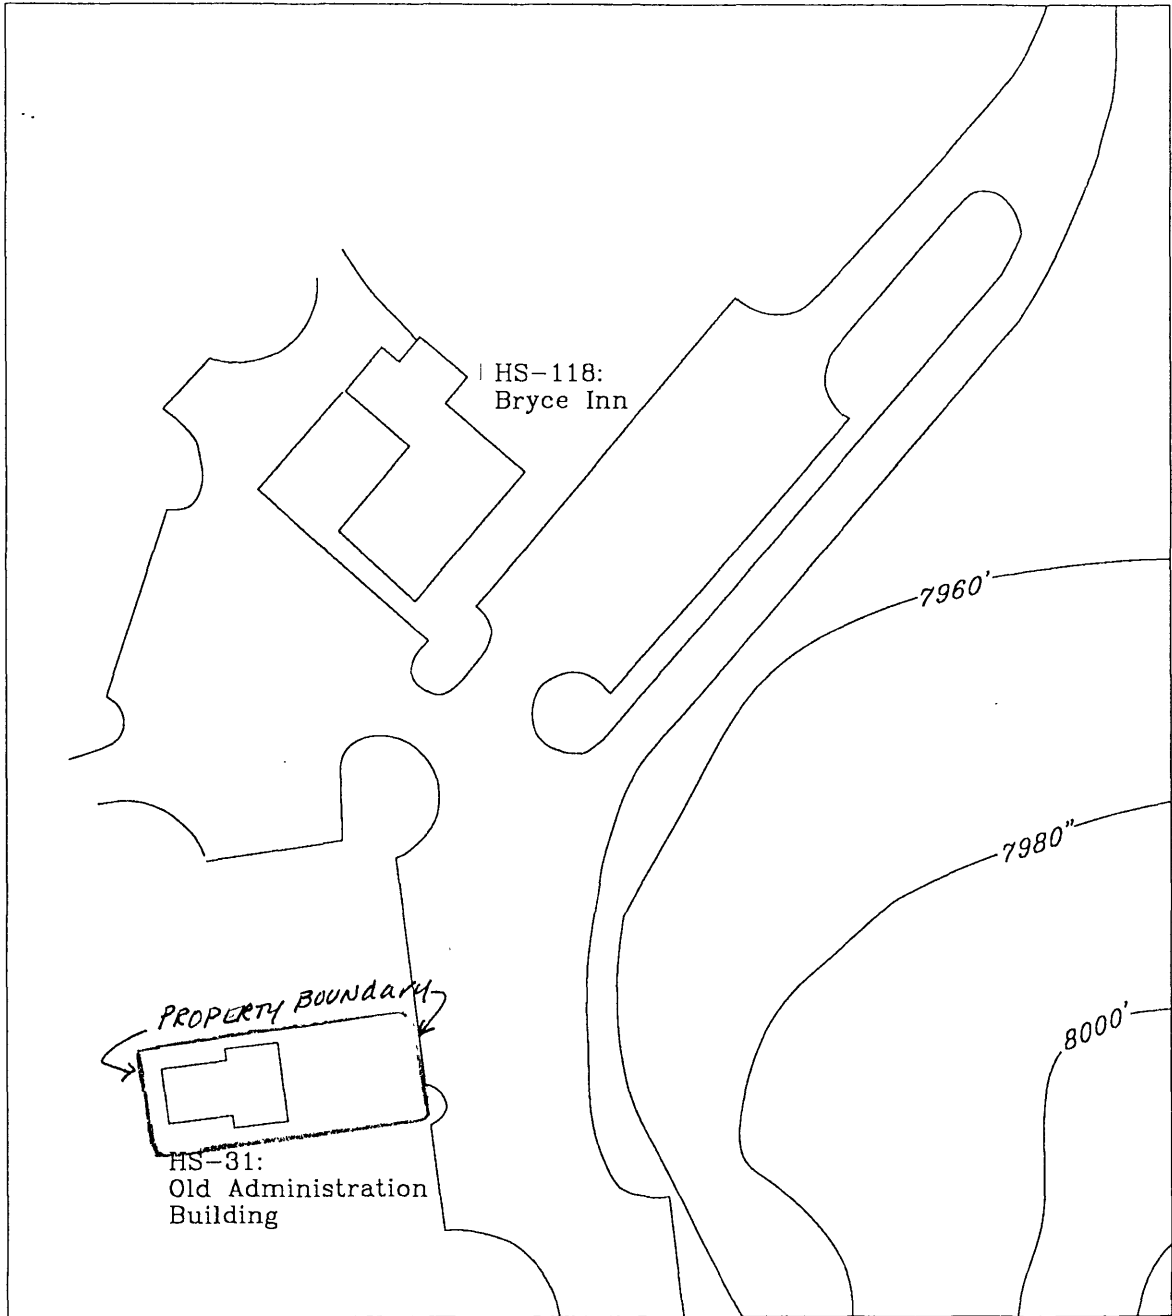 HS-118:
Bryce Inn
7960'
7980"
8000'
PROPERTY BOUNdary
HS-31:
Old Administration
Building